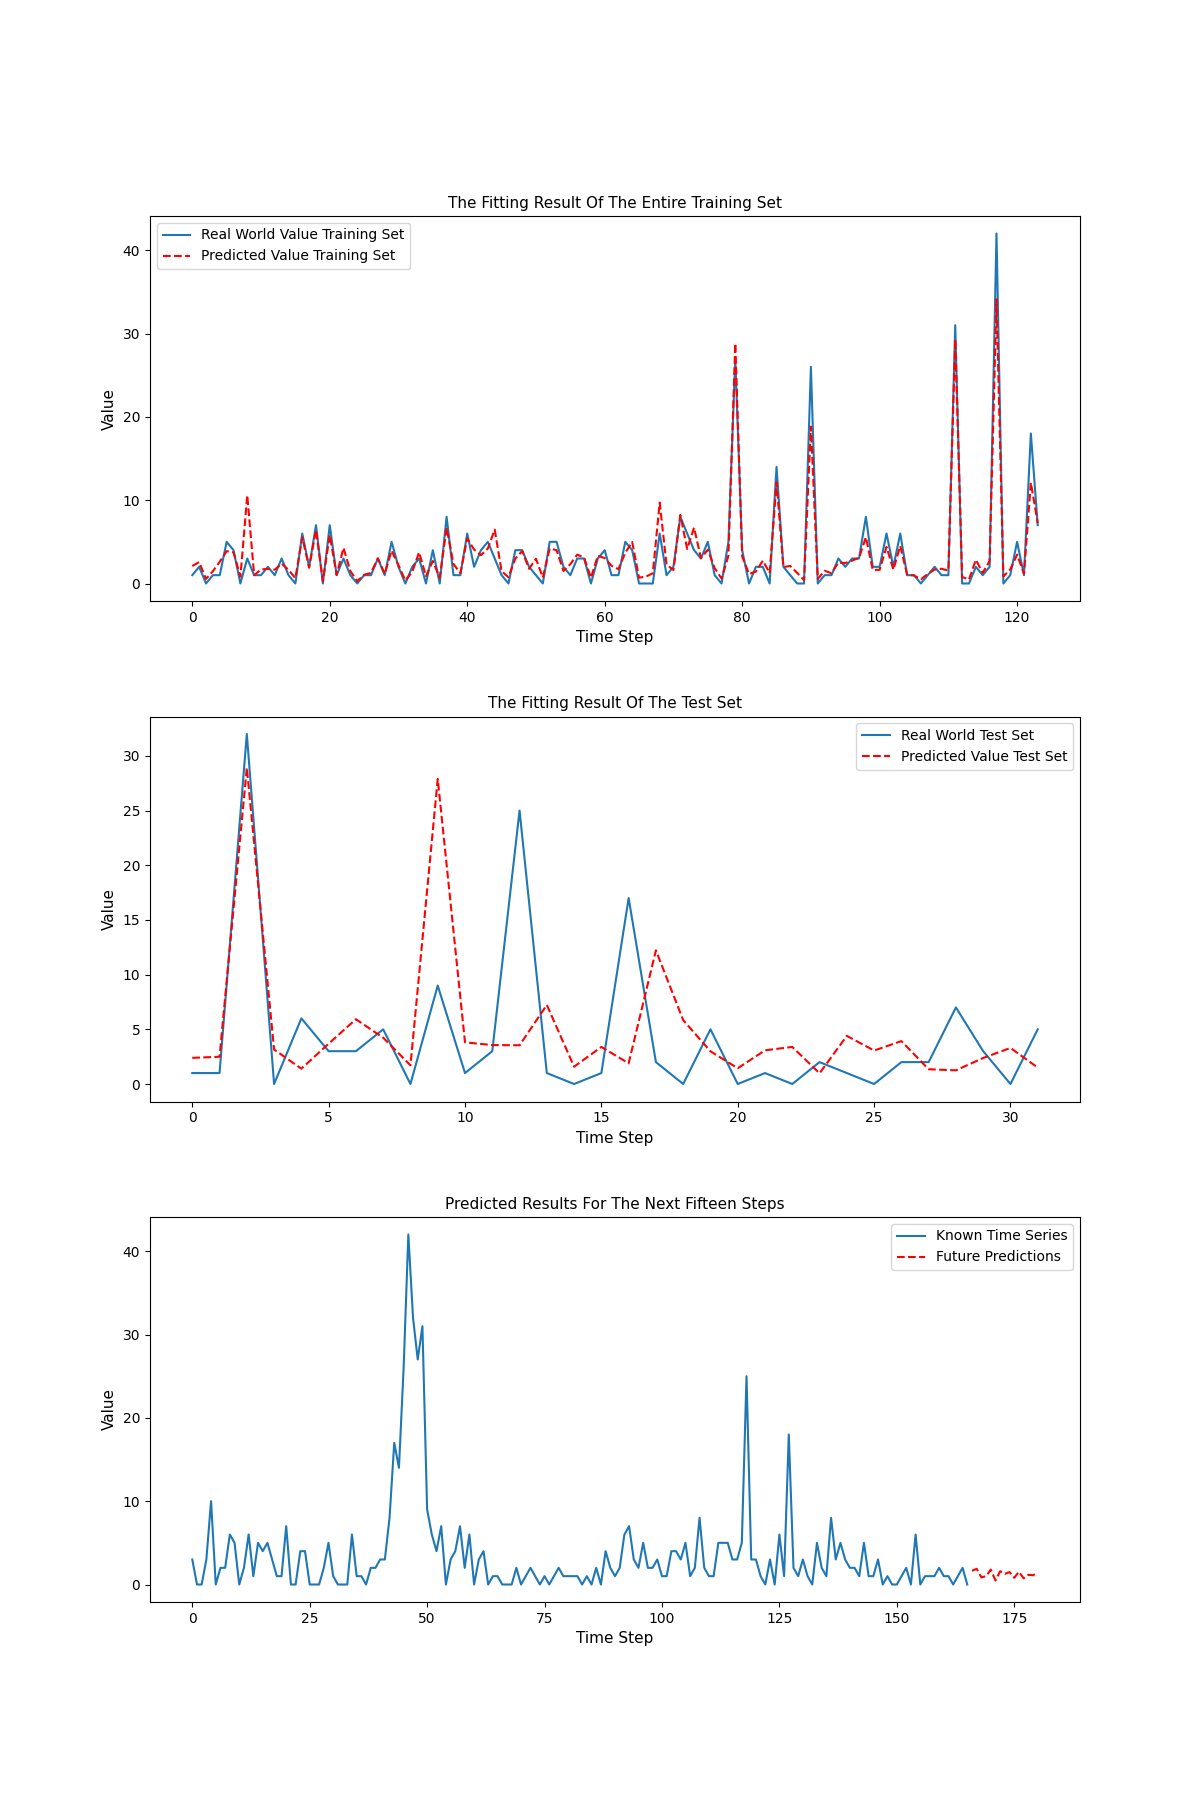 The Fitting Result Of The Entire Training Set
Real World Value Training Set
Predicted Value Training Set
Value
40
30
20
10
0
0 20 40 60 80 100 120
Time Step
The Fitting Result Of The Test Set
Real World Test Set
Predicted Value Test Set
Value
30
25
20
15
10
5
0
0 5 10 15 20 25 30
Time Step
Predicted Results For The Next Fifteen Steps
Known Time Series
Future Predictions
Value
40
30
20
10
0
0 25 50 75 100 125 150 175
Time Step